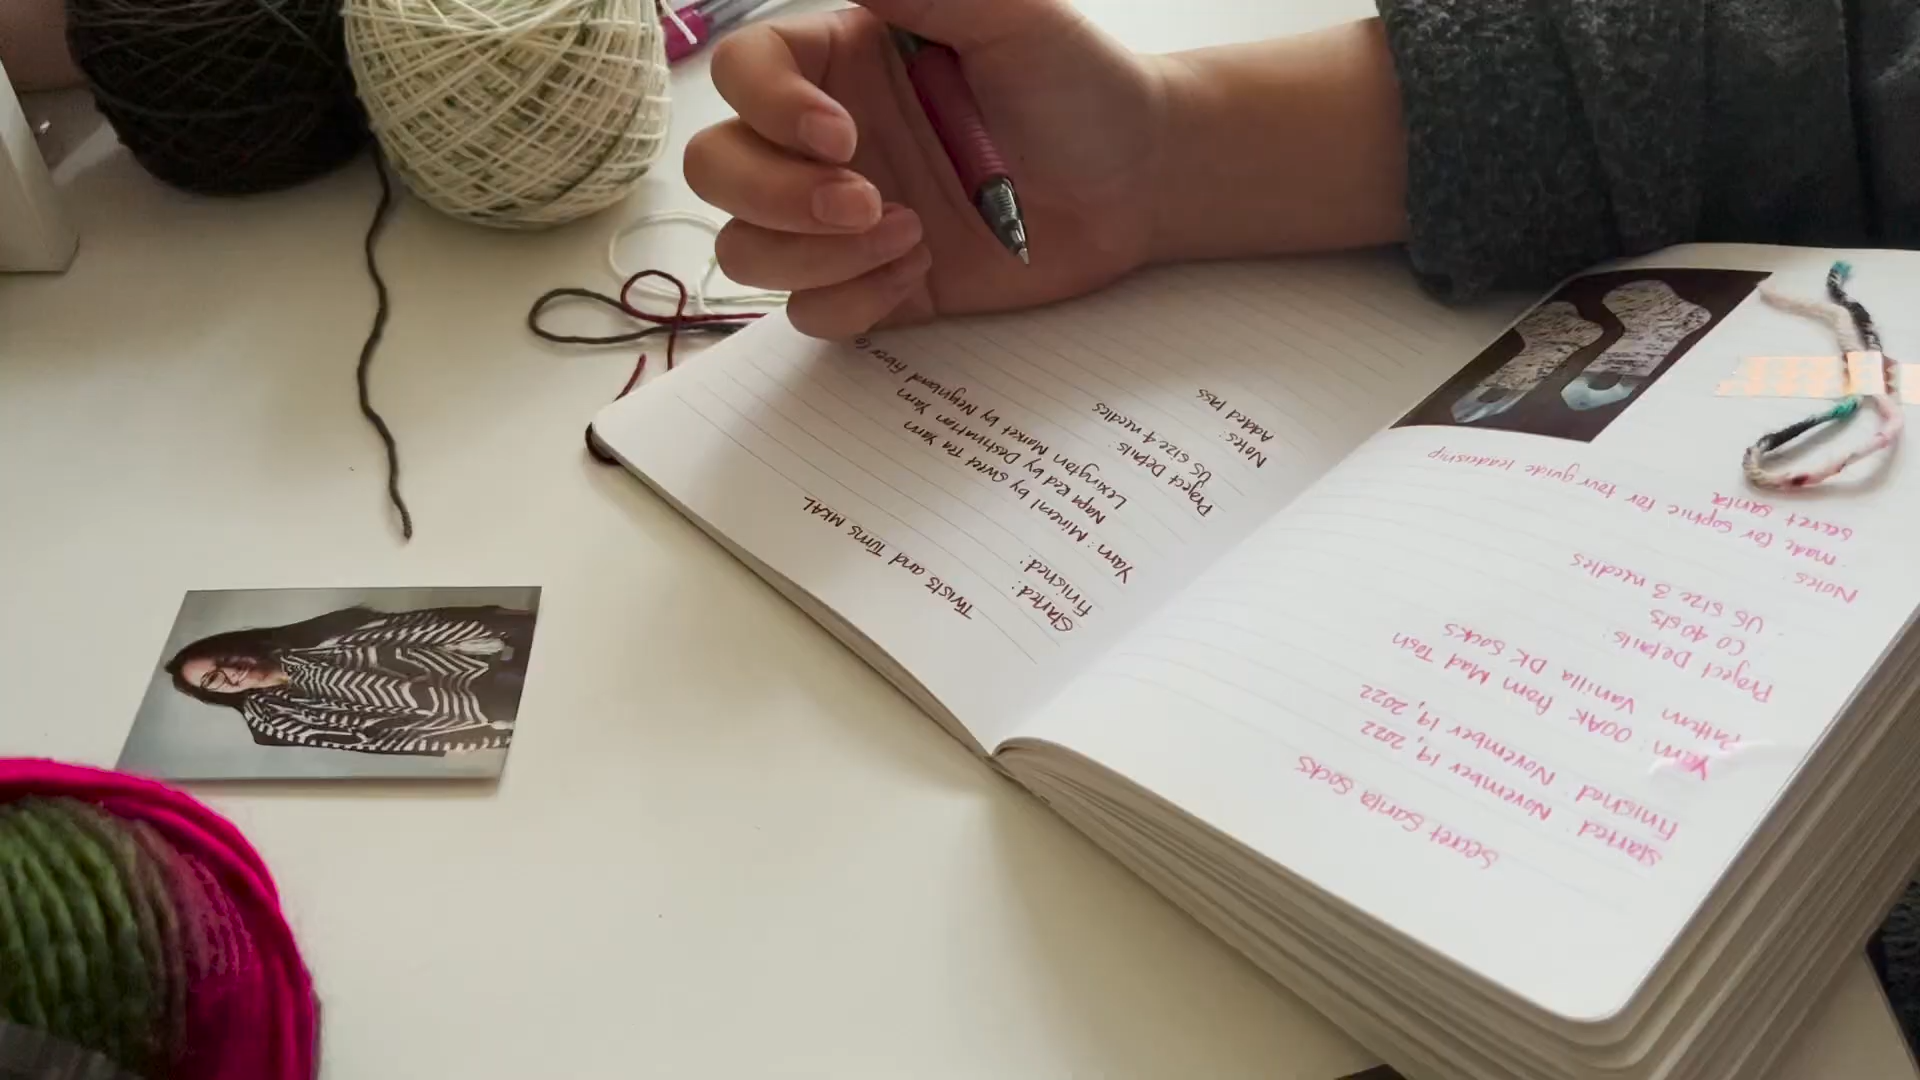 Secret Santa Socks
Started: November 19, 2022
Finished: November 19, 2022
Yarn: OOAK from Mad Tosh
Pattern: Vanilla DK Socks
Project Details:
CO 40 sts
US size 3 needles
Notes:
made for Sophie for tour guide leadership
secret santa
Twists and Turns MKAL
Started:
Finished:
Yarn: Mineral by Sweet Tea Yarn
Napa Red by Destination Yarn
Lexington Market by Neighborhood Fiber Co
Project Details:
US size 4 needles
Notes:
Added